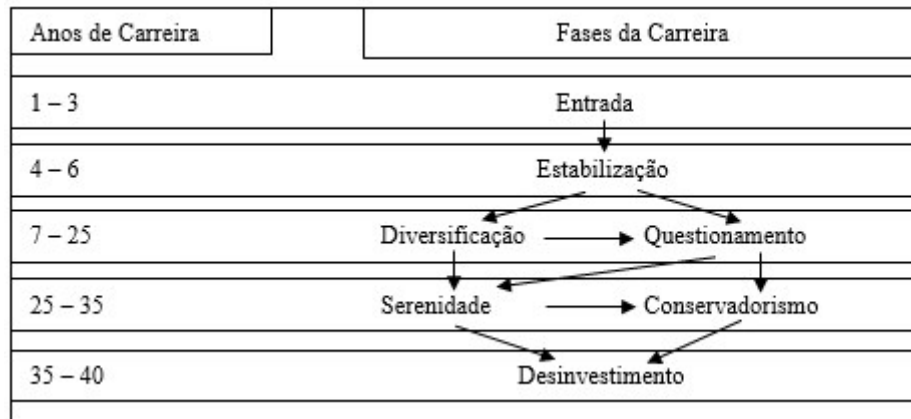 Anos de Carreira Fases da Carreira
1 – 3 Entrada
4 – 6 Estabilização
7 – 25 Diversificação Questionamento
25 – 35 Serenidade Conservadorismo
35 – 40 Desinvestimento